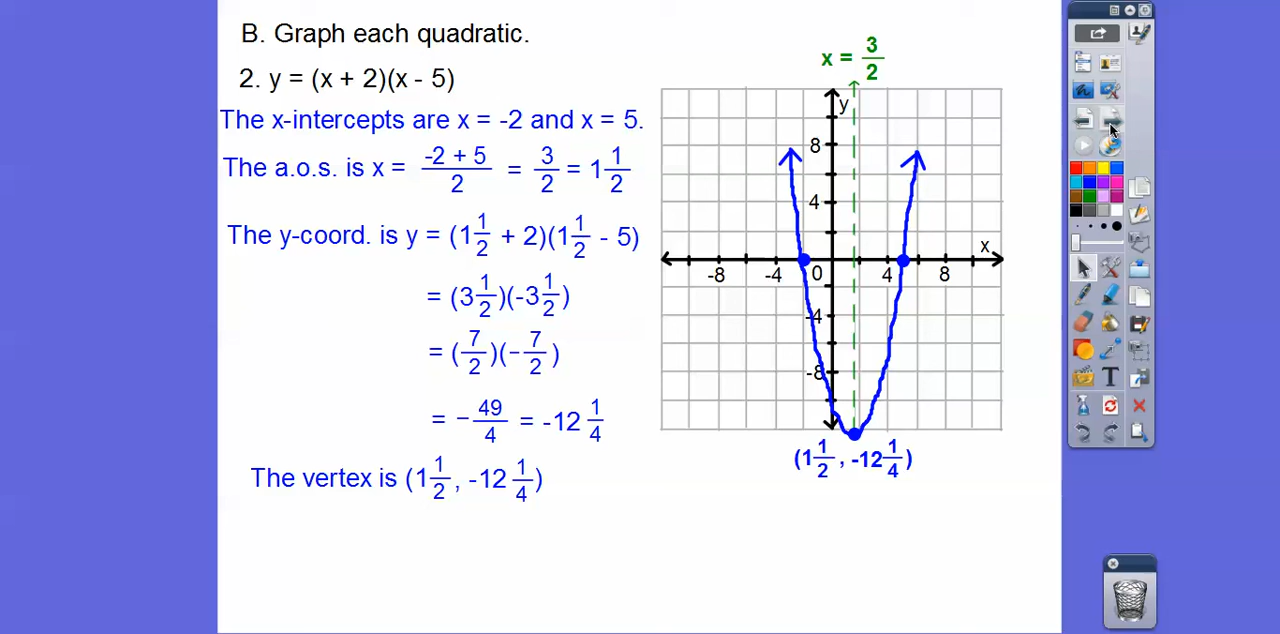 B. Graph each quadratic.
2. y = (x + 2)(x - 5)
The x-intercepts are x = -2 and x = 5.
The a.o.s. is x = (-2 + 5)/2 = 3/2 = 1 1/2
The y-coord. is y = (1 1/2 + 2)(1 1/2 - 5)
= (3 1/2)(-3 1/2)
= (7/2)(-7/2)
= -49/4 = -12 1/4
The vertex is (1 1/2, -12 1/4)
x = 3/2
y
8
4
x
-8 -4 0 4 8
-4
-8
(1 1/2, -12 1/4)
T